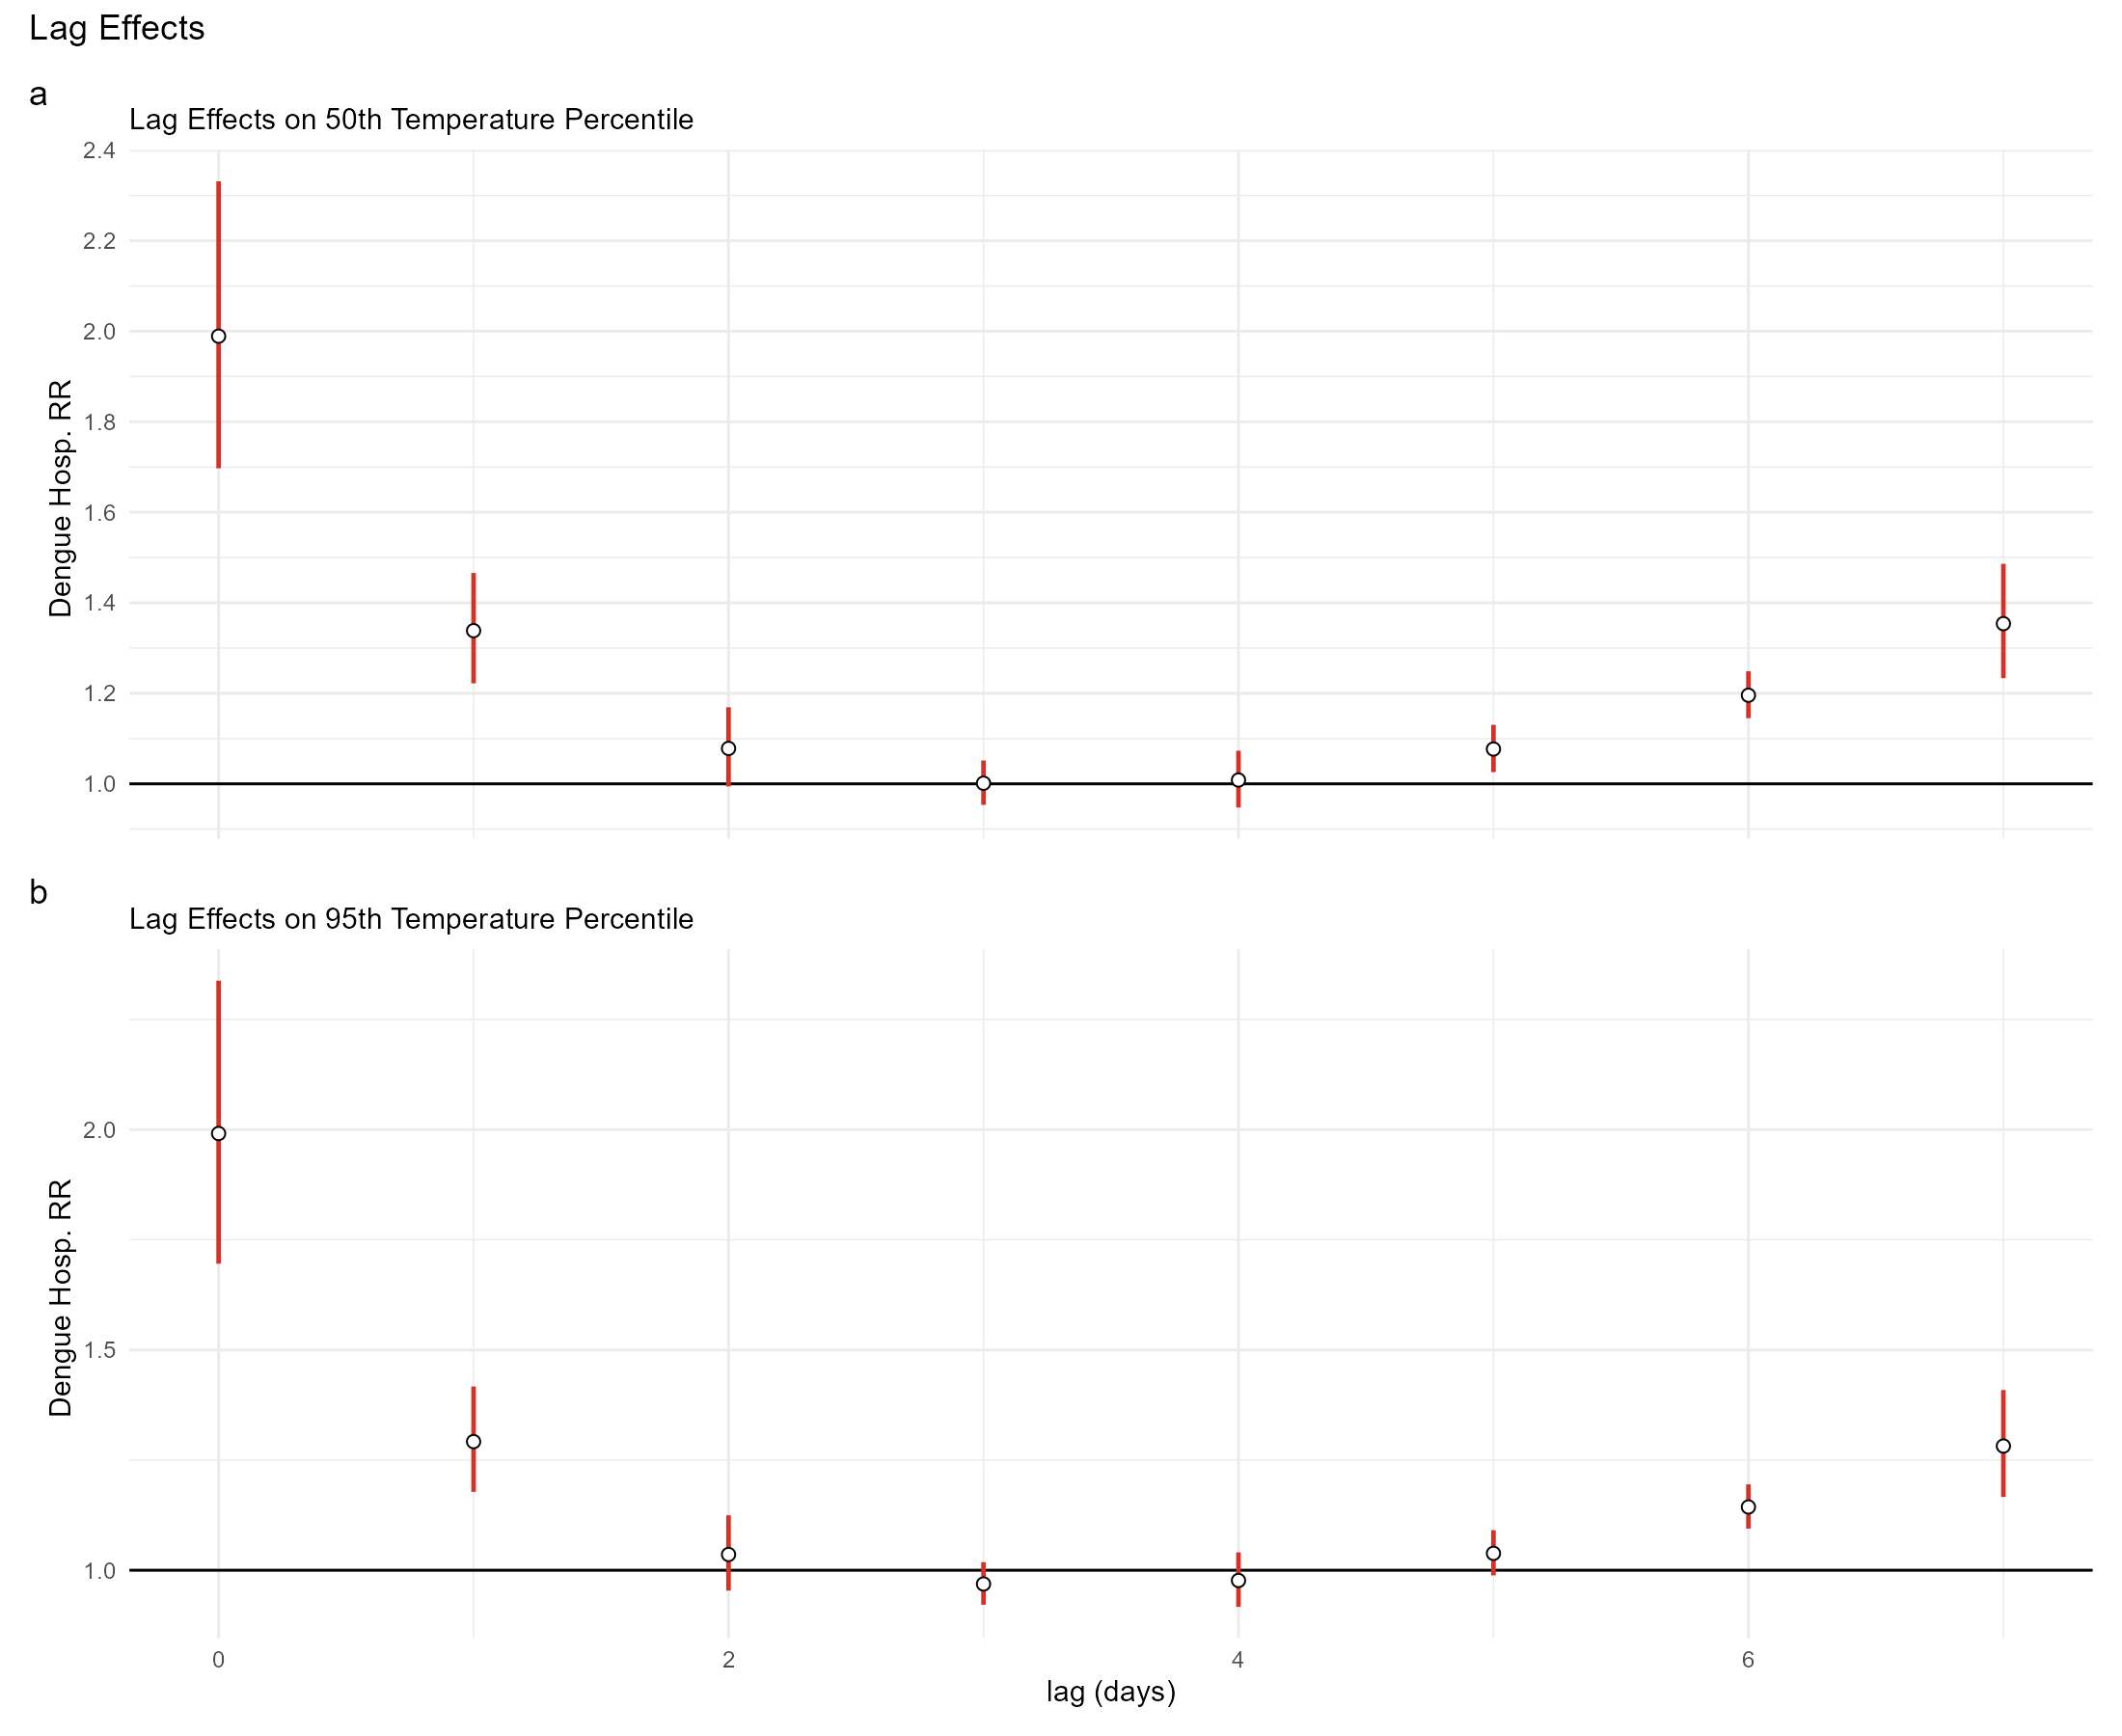 Lag Effects
a
Lag Effects on 50th Temperature Percentile
Dengue Hosp. RR
2.4
2.2
2.0
1.8
1.6
1.4
1.2
1.0
b
Lag Effects on 95th Temperature Percentile
Dengue Hosp. RR
2.0
1.5
1.0
0 2 4 6
lag (days)